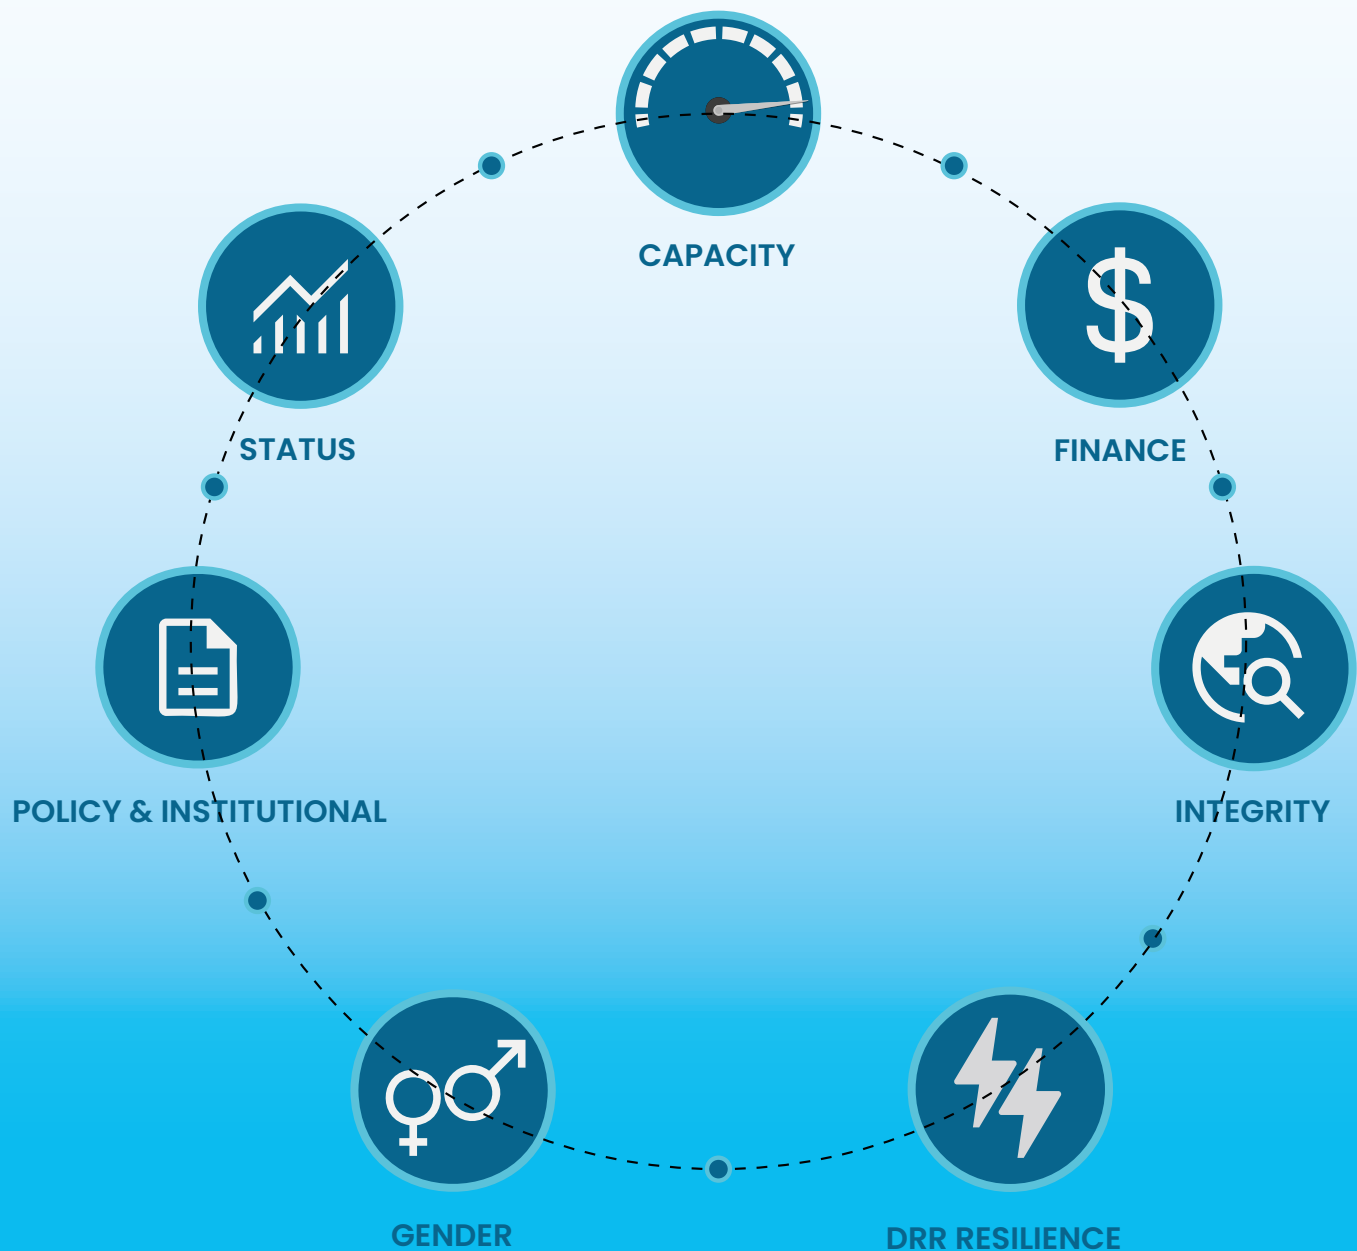 CAPACITY
STATUS
FINANCE
POLICY & INSTITUTIONAL
INTEGRITY
GENDER
DRR RESILIENCE